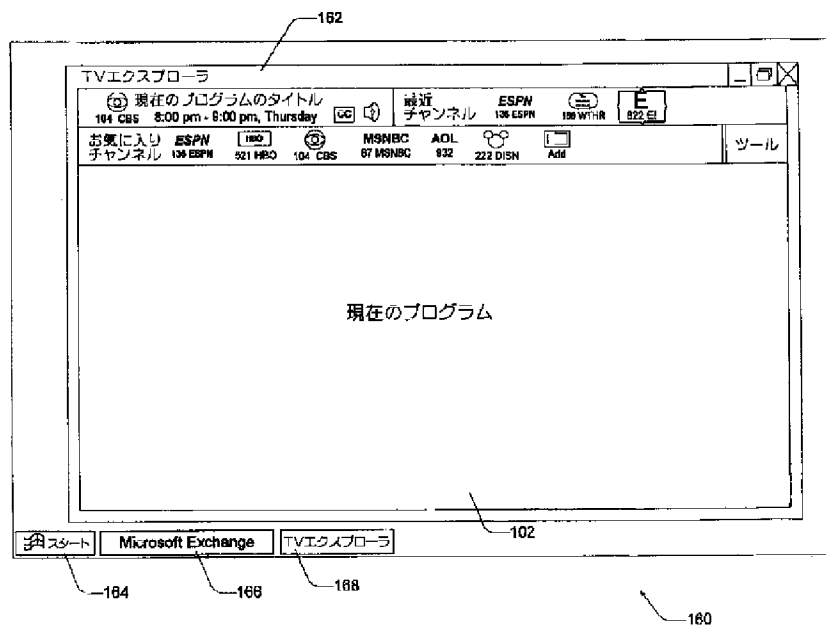 162
TVエクスプローラ
現在のプログラムのタイトル
104 CBS 8:00 pm - 9:00 pm, Thursday CC
最近
チャンネル
ESPN
136 ESPN
188 WTHR
E
822 E!
お気に入り
チャンネル
ESPN
136 ESPN
HBO
521 HBO
104 CBS
MSNBC
67 MSNBC
AOL
932
222 DISN
Add
ツール
現在のプログラム
102
スタート
Microsoft Exchange
TVエクスプローラ
164
166
168
160